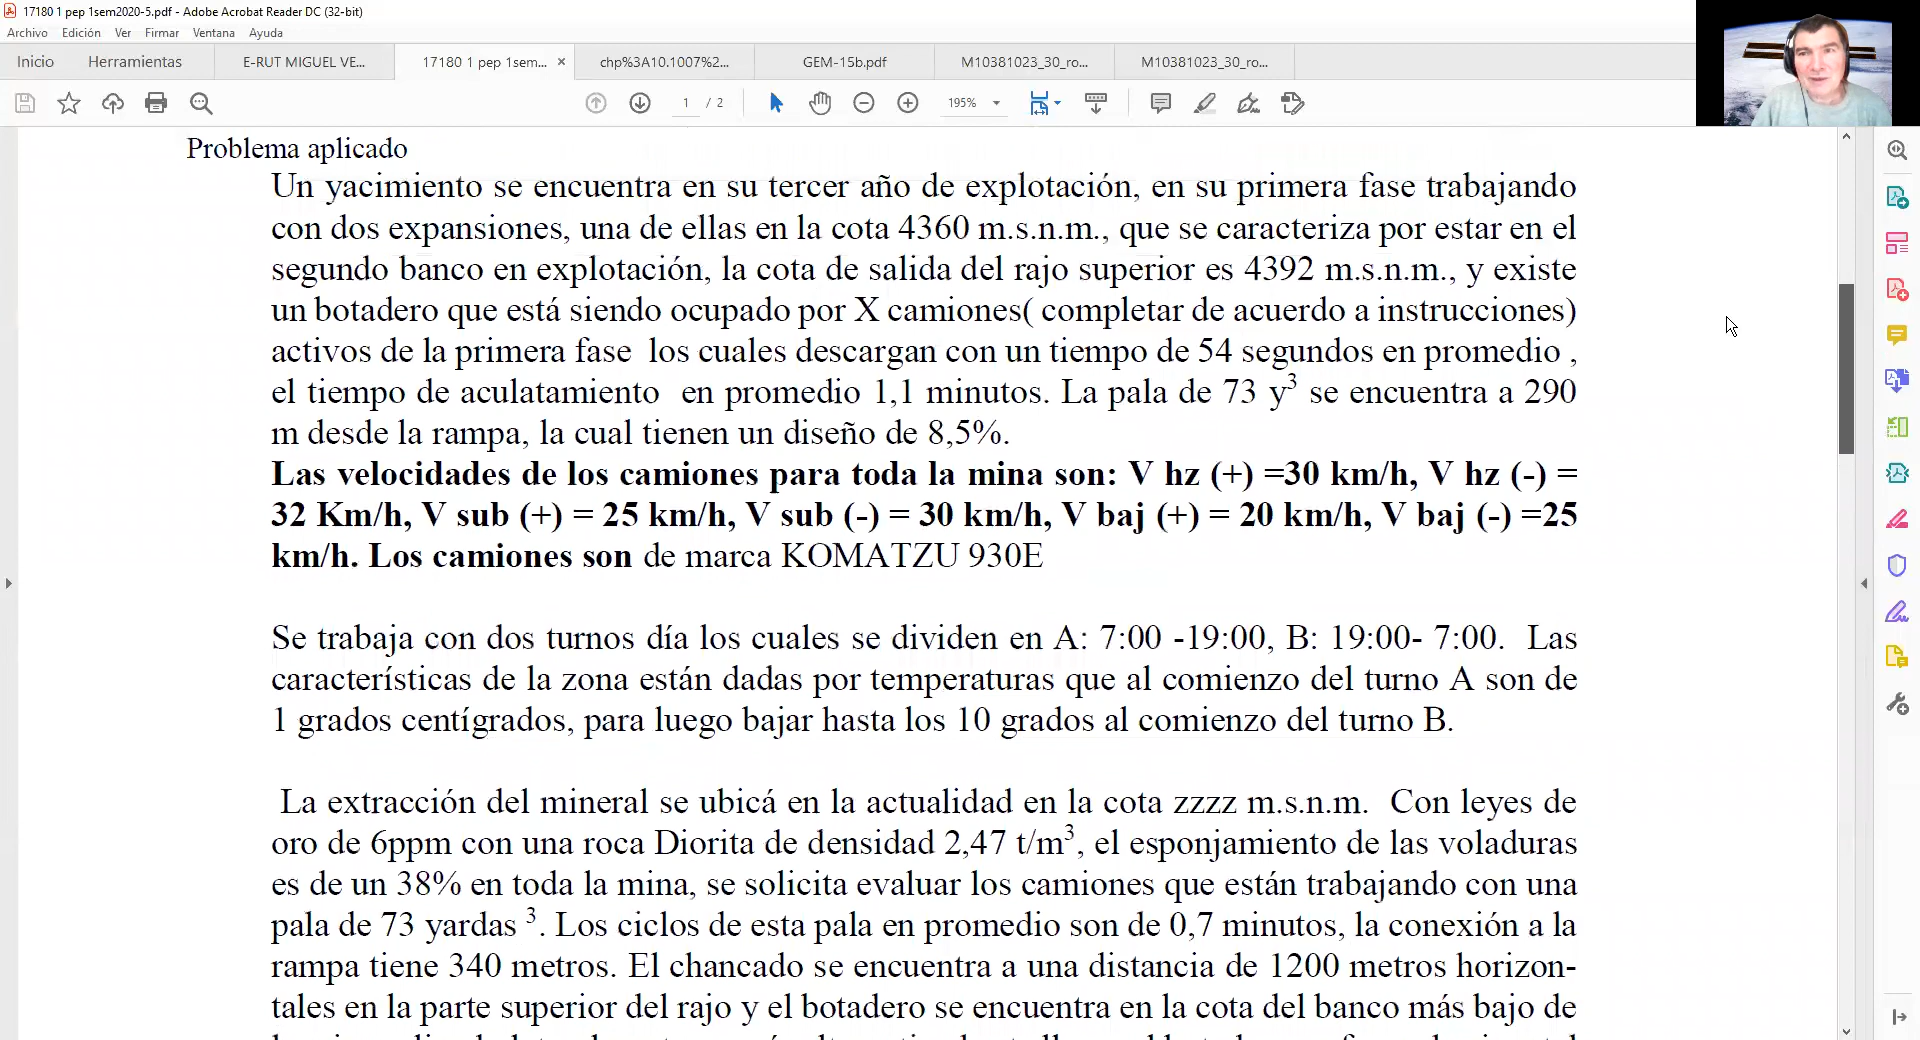 17180 1 pep 1sem2020-5.pdf - Adobe Acrobat Reader DC (32-bit)
Archivo Edición Ver Firmar Ventana Ayuda
Inicio Herramientas E-RUT MIGUEL VE... 17180 1 pep 1sem... × chp%3A10.1007%2... GEM-15b.pdf M10381023_30_ro... M10381023_30_ro...
1 / 2 195%
Problema aplicado
Un yacimiento se encuentra en su tercer año de explotación, en su primera fase trabajando
con dos expansiones, una de ellas en la cota 4360 m.s.n.m., que se caracteriza por estar en el
segundo banco en explotación, la cota de salida del rajo superior es 4392 m.s.n.m., y existe
un botadero que está siendo ocupado por X camiones( completar de acuerdo a instrucciones)
activos de la primera fase los cuales descargan con un tiempo de 54 segundos en promedio ,
el tiempo de aculatamiento en promedio 1,1 minutos. La pala de 73 y³ se encuentra a 290
m desde la rampa, la cual tienen un diseño de 8,5%.
Las velocidades de los camiones para toda la mina son: V hz (+) =30 km/h, V hz (-) =
32 Km/h, V sub (+) = 25 km/h, V sub (-) = 30 km/h, V baj (+) = 20 km/h, V baj (-) =25
km/h. Los camiones son de marca KOMATZU 930E
Se trabaja con dos turnos día los cuales se dividen en A: 7:00 -19:00, B: 19:00- 7:00. Las
características de la zona están dadas por temperaturas que al comienzo del turno A son de
1 grados centígrados, para luego bajar hasta los 10 grados al comienzo del turno B.
La extracción del mineral se ubicá en la actualidad en la cota zzzz m.s.n.m. Con leyes de
oro de 6ppm con una roca Diorita de densidad 2,47 t/m³, el esponjamiento de las voladuras
es de un 38% en toda la mina, se solicita evaluar los camiones que están trabajando con una
pala de 73 yardas ³. Los ciclos de esta pala en promedio son de 0,7 minutos, la conexión a la
rampa tiene 340 metros. El chancado se encuentra a una distancia de 1200 metros horizon-
tales en la parte superior del rajo y el botadero se encuentra en la cota del banco más bajo de